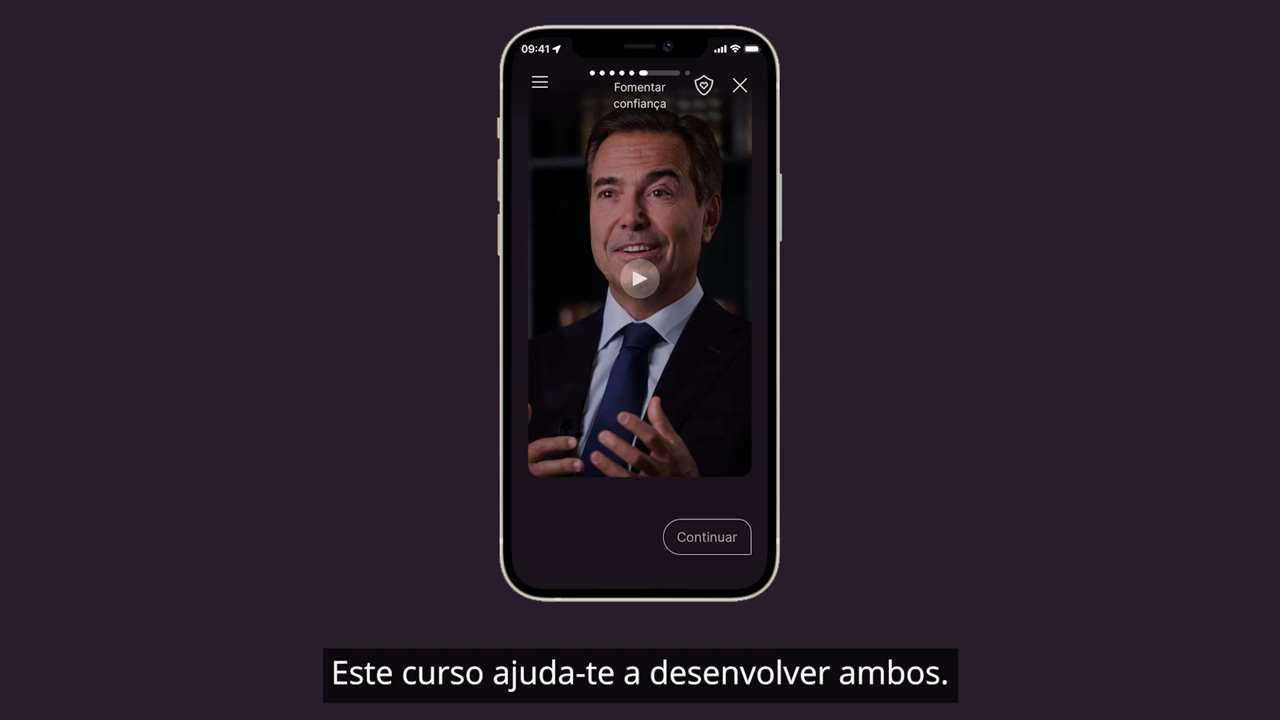 09:41
Fomentar
confiança
Continuar
Este curso ajuda-te a desenvolver ambos.